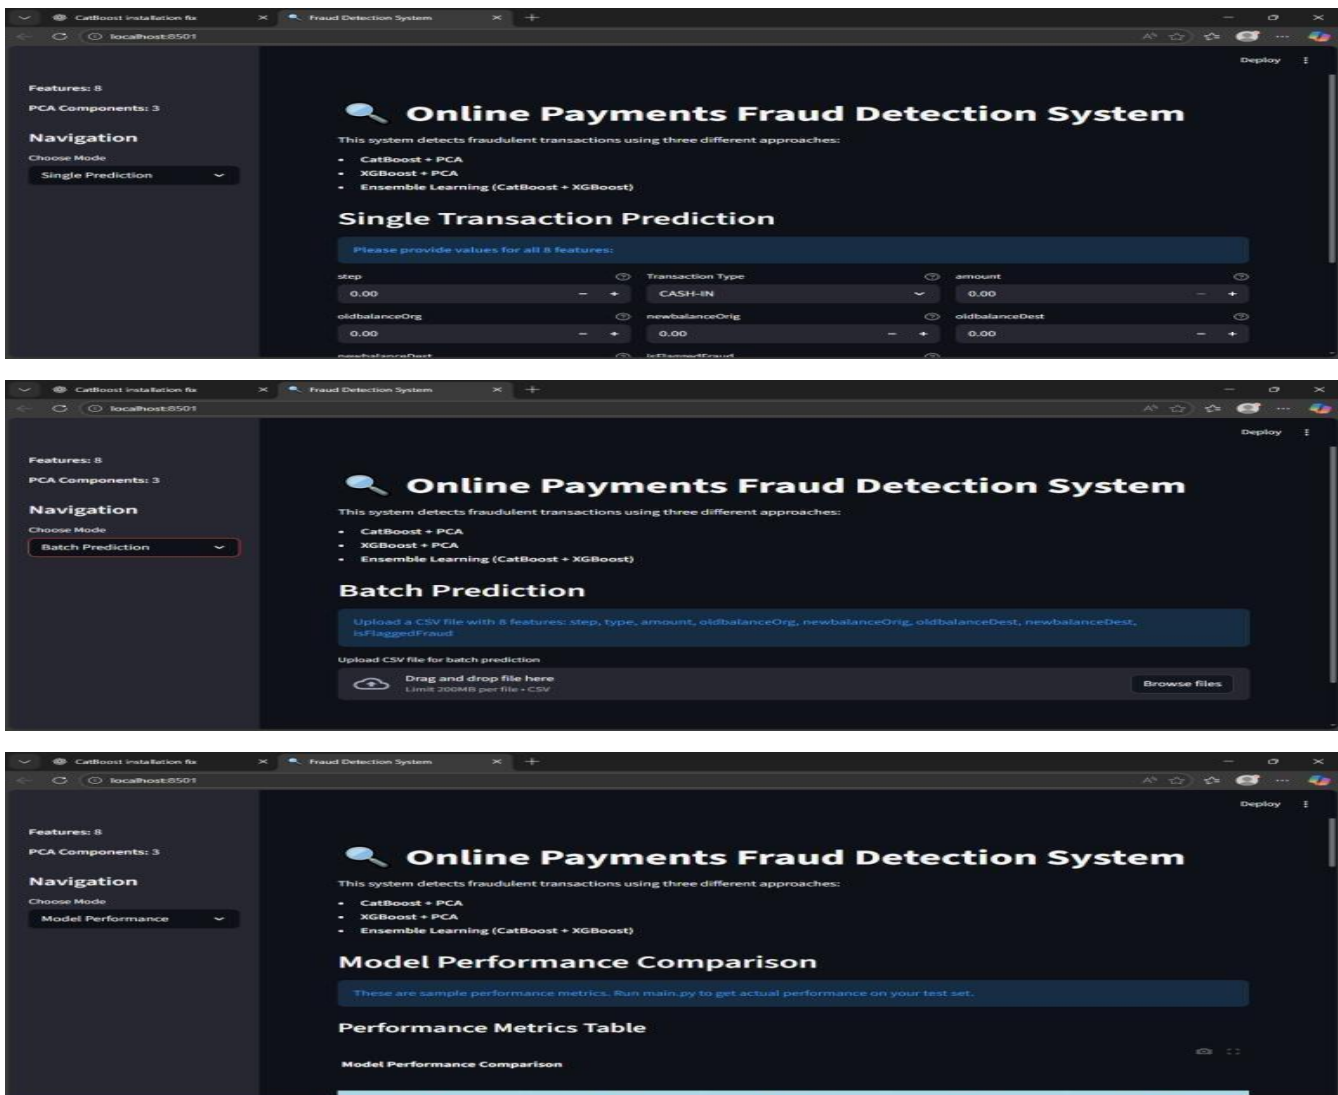 CatBoost installation fix
Fraud Detection System
localhost:8501
Deploy
Features: 8
PCA Components: 3
Navigation
Choose Mode
Single Prediction
Online Payments Fraud Detection System
This system detects fraudulent transactions using three different approaches:
• CatBoost + PCA
• XGBoost + PCA
• Ensemble Learning (CatBoost + XGBoost)
Single Transaction Prediction
Please provide values for all 8 features:
step Transaction Type amount
0.00 - + CASH-IN 0.00 - +
oldbalanceOrg newbalanceOrig oldbalanceDest
0.00 - + 0.00 - + 0.00 - +
newbalanceDest isFlaggedFraud
CatBoost installation fix
Fraud Detection System
localhost:8501
Deploy
Features: 8
PCA Components: 3
Navigation
Choose Mode
Batch Prediction
Online Payments Fraud Detection System
This system detects fraudulent transactions using three different approaches:
• CatBoost + PCA
• XGBoost + PCA
• Ensemble Learning (CatBoost + XGBoost)
Batch Prediction
Upload a CSV file with 8 features: step, type, amount, oldbalanceOrg, newbalanceOrig, oldbalanceDest, newbalanceDest,
isFlaggedFraud
Upload CSV file for batch prediction
Drag and drop file here
Limit 200MB per file • CSV
Browse files
CatBoost installation fix
Fraud Detection System
localhost:8501
Deploy
Features: 8
PCA Components: 3
Navigation
Choose Mode
Model Performance
Online Payments Fraud Detection System
This system detects fraudulent transactions using three different approaches:
• CatBoost + PCA
• XGBoost + PCA
• Ensemble Learning (CatBoost + XGBoost)
Model Performance Comparison
These are sample performance metrics. Run main.py to get actual performance on your test set.
Performance Metrics Table
Model Performance Comparison